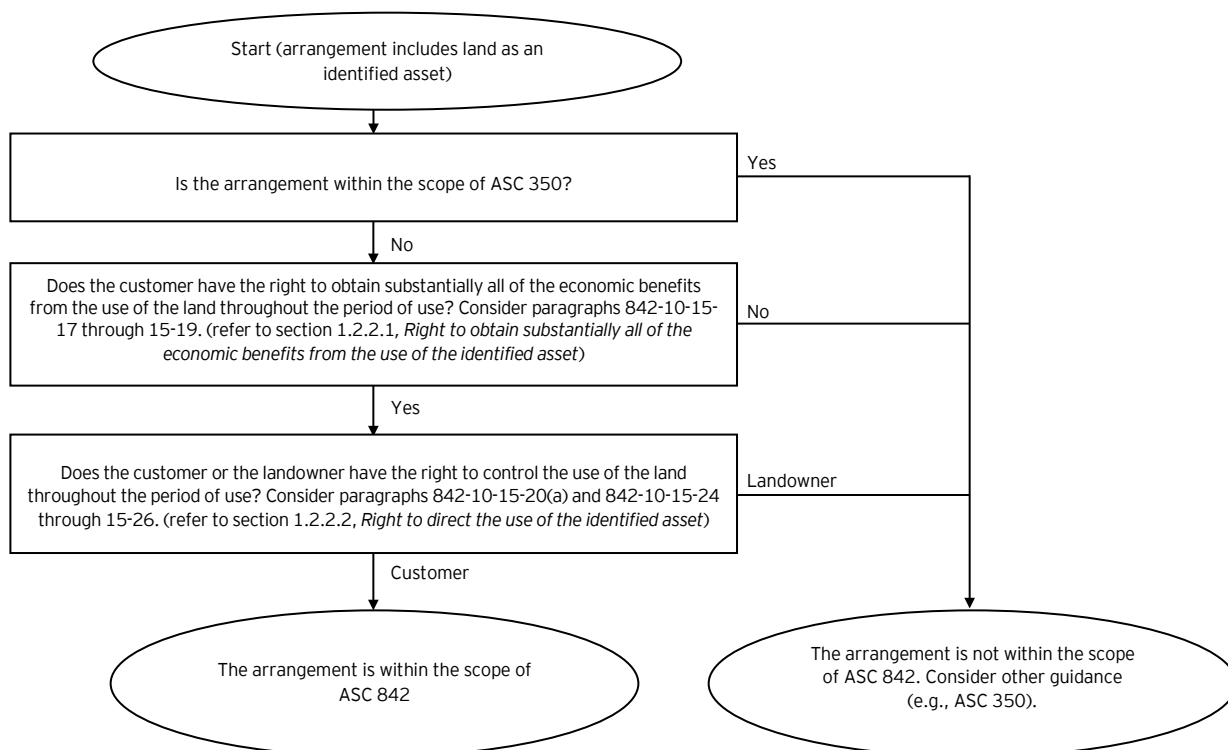 Start (arrangement includes land as an
identified asset)
Is the arrangement within the scope of ASC 350?
Yes
No
Does the customer have the right to obtain substantially all of the economic benefits
from the use of the land throughout the period of use? Consider paragraphs 842-10-15-
17 through 15-19. (refer to section 1.2.2.1, Right to obtain substantially all of the
economic benefits from the use of the identified asset)
No
Yes
Does the customer or the landowner have the right to control the use of the land
throughout the period of use? Consider paragraphs 842-10-15-20(a) and 842-10-15-24
through 15-26. (refer to section 1.2.2.2, Right to direct the use of the identified asset)
Landowner
Customer
The arrangement is within the scope of
ASC 842
The arrangement is not within the scope
of ASC 842. Consider other guidance
(e.g., ASC 350).